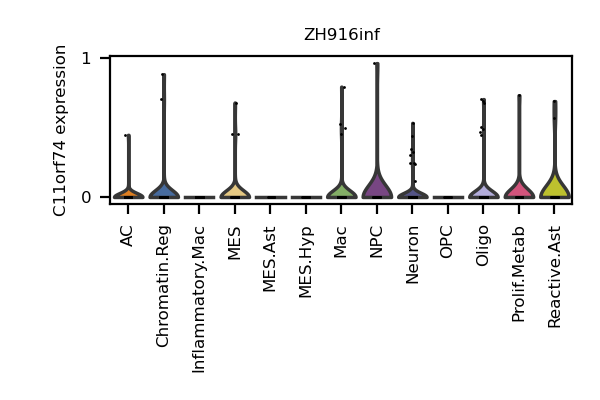 ZH916inf
C11orf74 expression
1
0
AC
Chromatin.Reg
Inflammatory.Mac
MES
MES.Ast
MES.Hyp
Mac
NPC
Neuron
OPC
Oligo
Prolif.Metab
Reactive.Ast